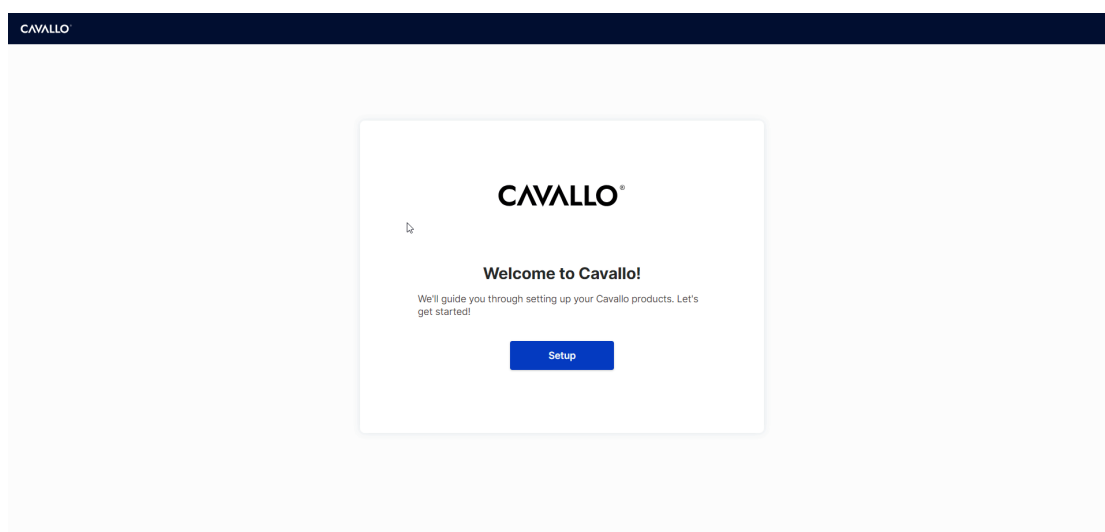 CAVALLO
CAVALLO®
Welcome to Cavallo!
We'll guide you through setting up your Cavallo products. Let's
get started!
Setup